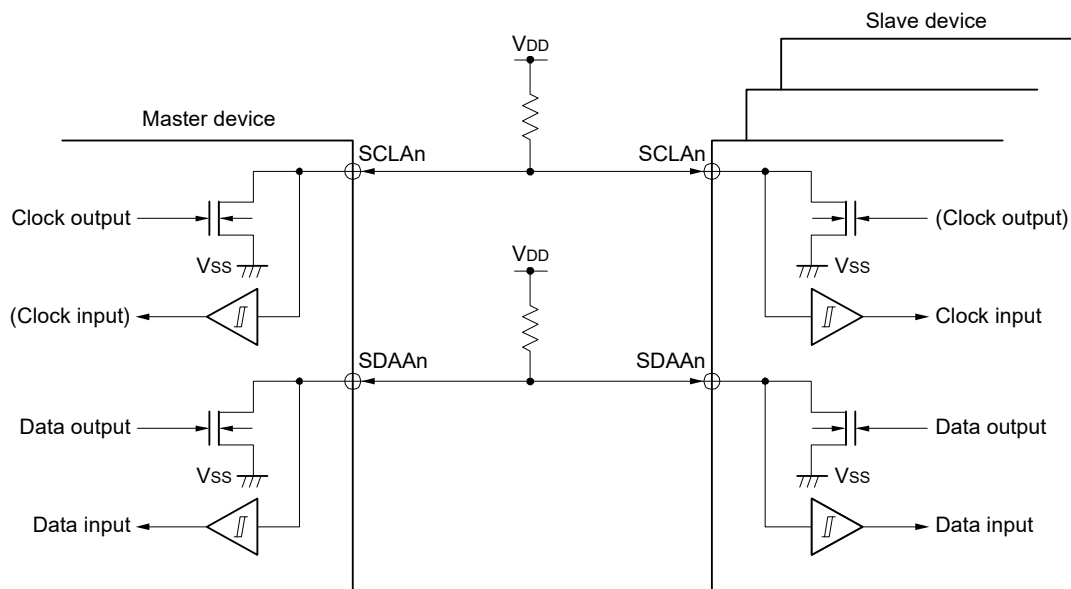 Slave device
VDD
Master device
SCLAn
SCLAn
Clock output
(Clock output)
VSS
VSS
VDD
(Clock input)
Clock input
SDAAn
SDAAn
Data output
Data output
VSS
VSS
Data input
Data input